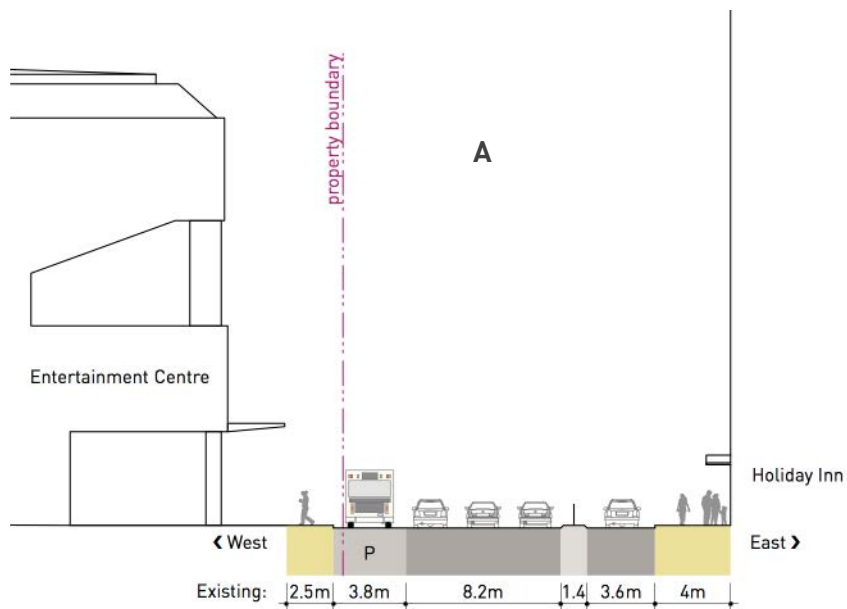 property boundary
A
Entertainment Centre
Holiday Inn
‹ West
East ›
P
Existing: 2.5m 3.8m 8.2m 1.4 3.6m 4m